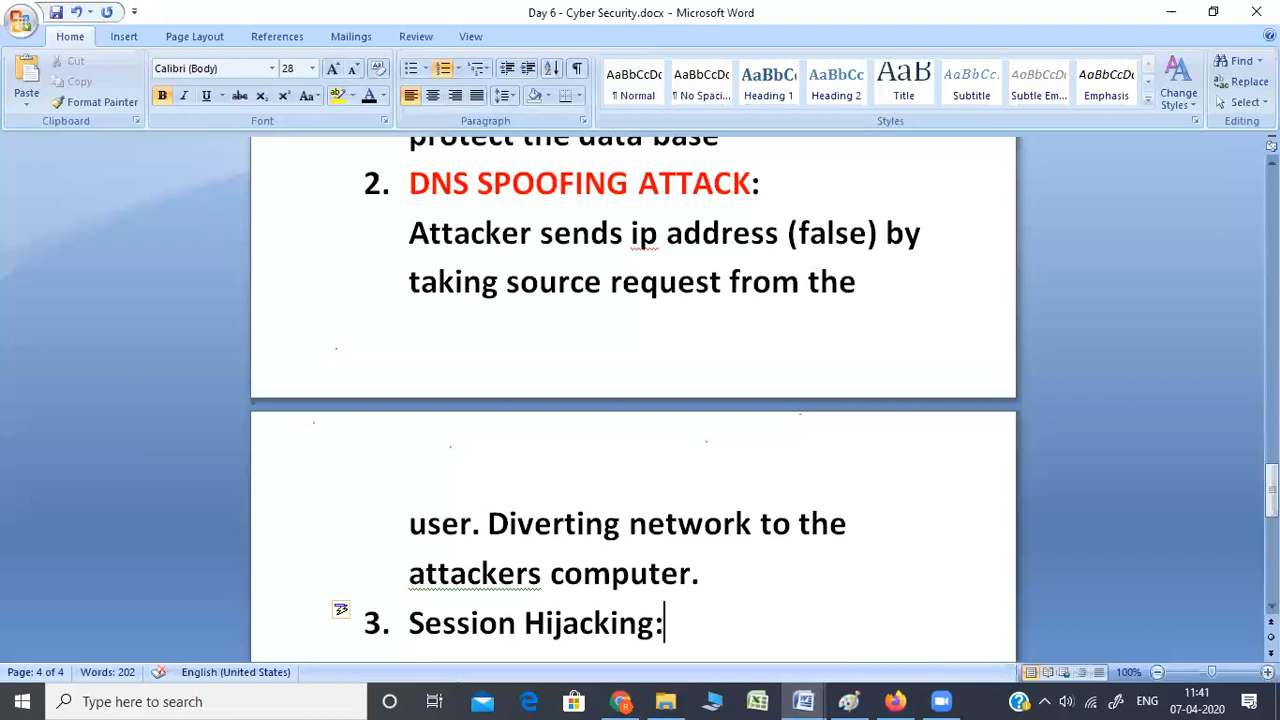 Day 6 - Cyber Security.docx - Microsoft Word
Home Insert Page Layout References Mailings Review View
Paste
Cut
Copy
Format Painter
Clipboard
Calibri (Body) 28
Font
Paragraph
AaBbCcDc AaBbCcDc AaBbC AaBbCc AaB AaBbCc. AaBbCcDc AaBbCcDc
¶ Normal ¶ No Spaci... Heading 1 Heading 2 Title Subtitle Subtle Em... Emphasis
Styles
Change Styles
Find
Replace
Select
Editing
protect the data base
2. DNS SPOOFING ATTACK:
Attacker sends ip address (false) by
taking source request from the
user. Diverting network to the
attackers computer.
3. Session Hijacking:
Page: 4 of 4 Words: 202 English (United States) 100%
Type here to search
ENG
11:41
07-04-2020